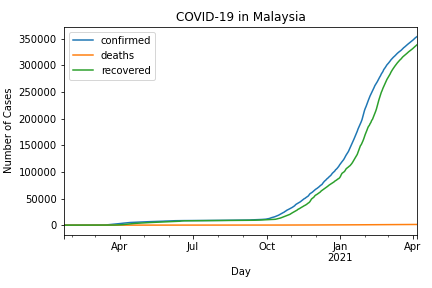 COVID-19 in Malaysia
confirmed
deaths
recovered
Number of Cases
350000
300000
250000
200000
150000
100000
50000
0
Apr Jul Oct Jan Apr
2021
Day